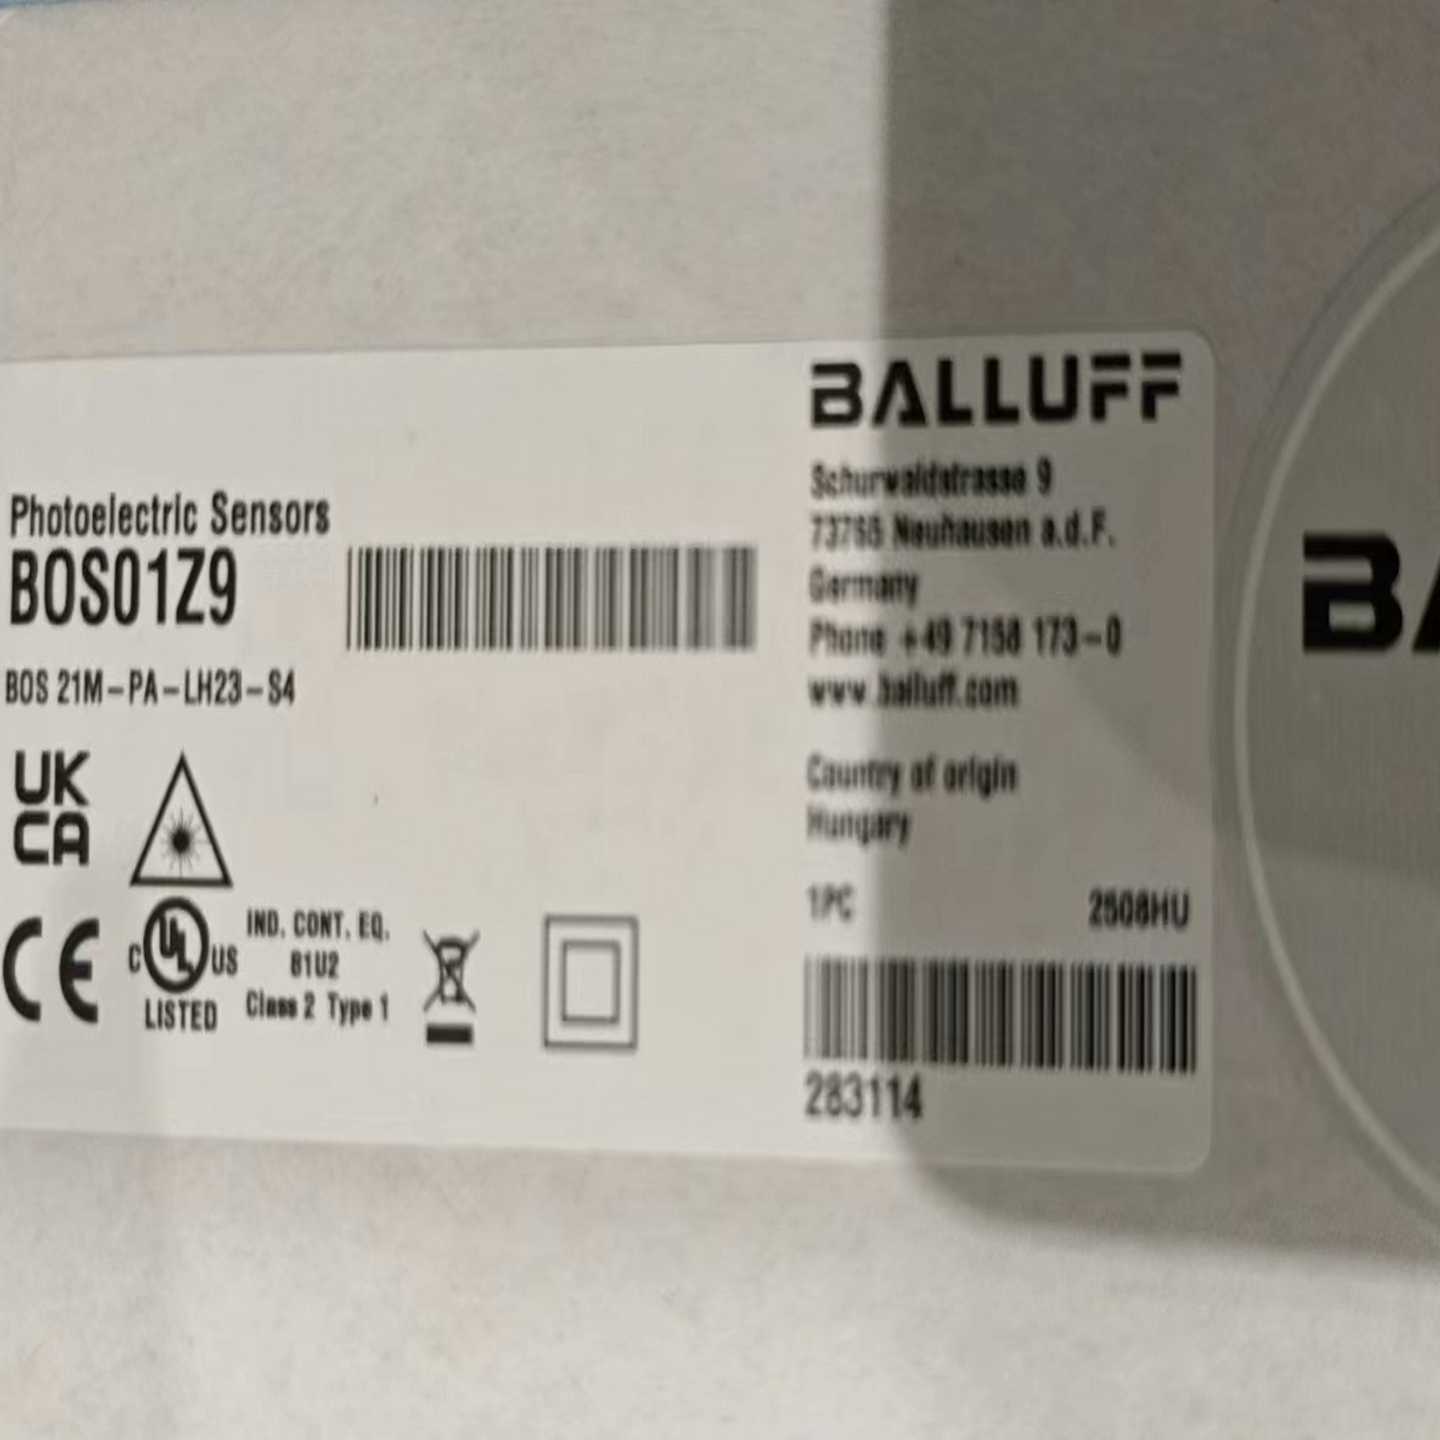 Photoelectric Sensors
BOS01Z9
BOS 21M-PA-LH23-S4
UK
CA
CE
C UL US
LISTED
IND. CONT. EQ.
81U2
Class 2 Type 1
BALLUFF
Schurwaldstrasse 9
73765 Neuhausen a.d.F.
Germany
Phone +49 7158 173-0
www.balluff.com
Country of origin
Hungary
1PC
2508HU
283114